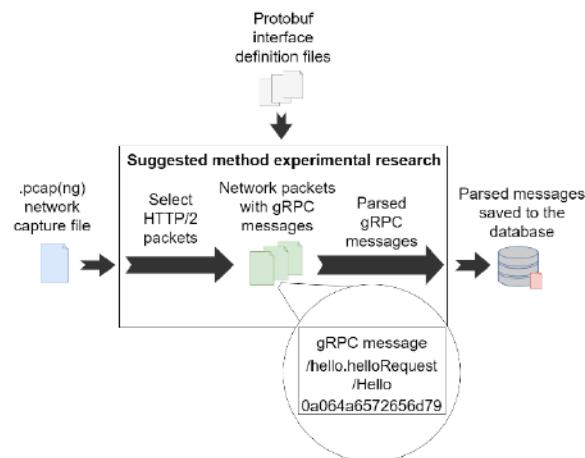 Protobuf
interface
definition files
Suggested method experimental research
.pcap(ng)
network
capture file
Select
HTTP/2
packets
Network packets
with gRPC
messages
Parsed
gRPC
messages
Parsed messages
saved to the
database
gRPC message
/hello.helloRequest
/Hello
0a064a6572656d79